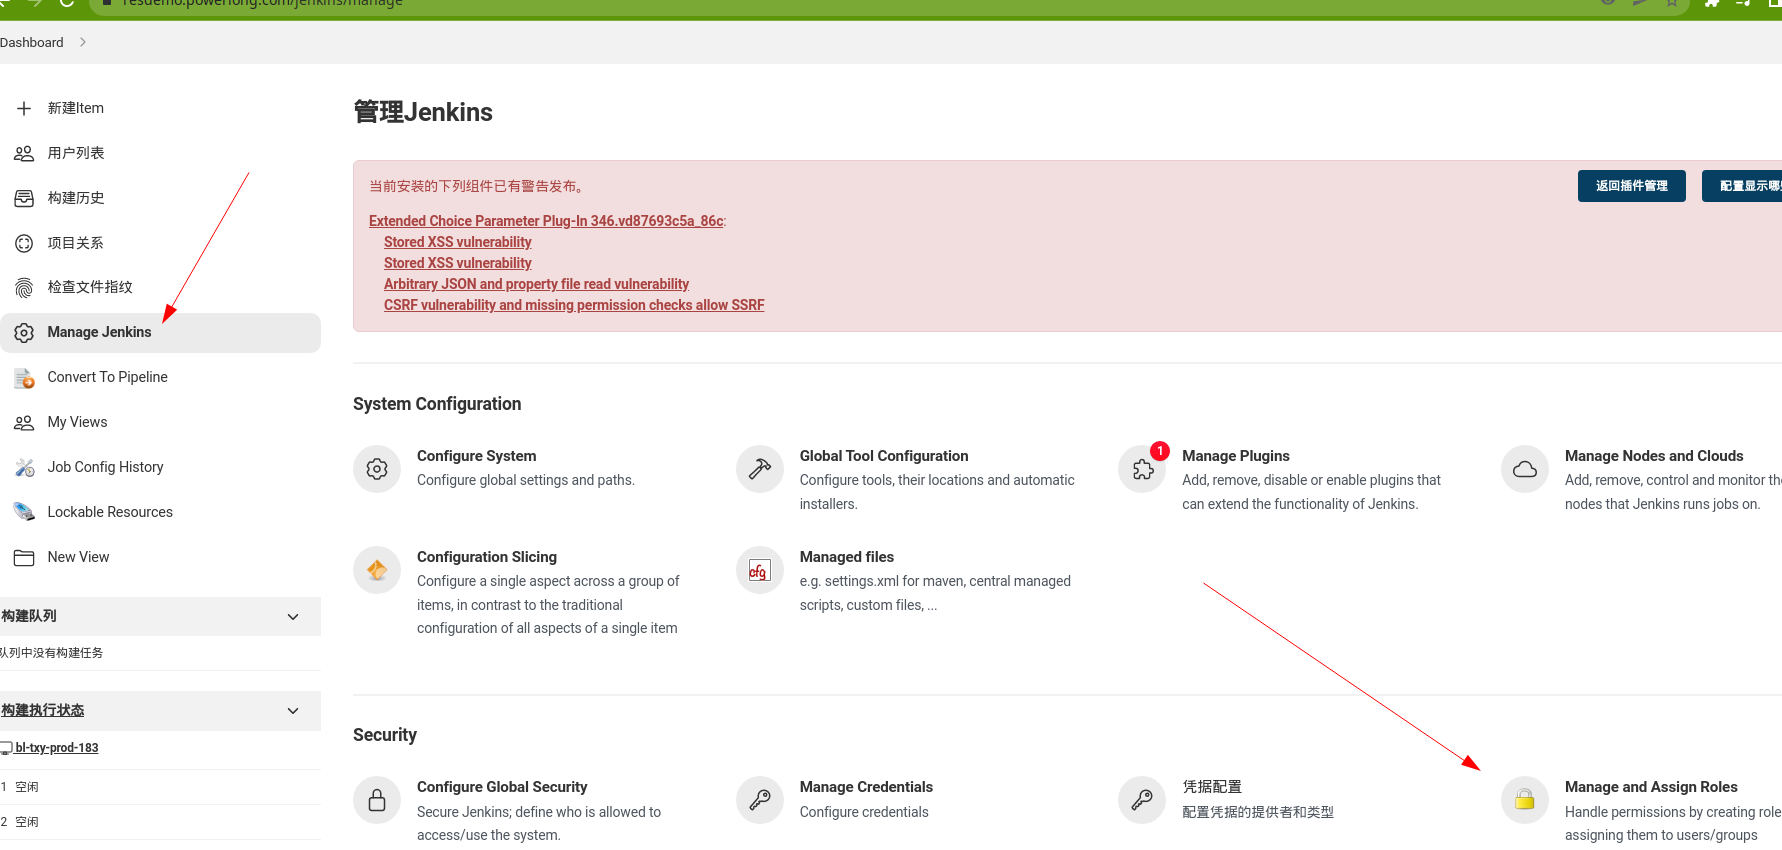 resdemo.powerlong.com/jenkins/manage
Dashboard
新建Item
用户列表
构建历史
项目关系
检查文件指纹
Manage Jenkins
Convert To Pipeline
My Views
Job Config History
Lockable Resources
New View
构建队列
队列中没有构建任务
构建执行状态
bl-txy-prod-183
1 空闲
2 空闲
管理Jenkins
当前安装的下列组件已有警告发布。
返回插件管理
配置显示哪
Extended Choice Parameter Plug-In 346.vd87693c5a_86c:
Stored XSS vulnerability
Stored XSS vulnerability
Arbitrary JSON and property file read vulnerability
CSRF vulnerability and missing permission checks allow SSRF
System Configuration
Configure System
Configure global settings and paths.
Global Tool Configuration
Configure tools, their locations and automatic
installers.
1
Manage Plugins
Add, remove, disable or enable plugins that
can extend the functionality of Jenkins.
Manage Nodes and Clouds
Add, remove, control and monitor the
nodes that Jenkins runs jobs on.
Configuration Slicing
Configure a single aspect across a group of
items, in contrast to the traditional
configuration of all aspects of a single item
cfg
Managed files
e.g. settings.xml for maven, central managed
scripts, custom files, ...
Security
Configure Global Security
Secure Jenkins; define who is allowed to
access/use the system.
Manage Credentials
Configure credentials
凭据配置
配置凭据的提供者和类型
Manage and Assign Roles
Handle permissions by creating role
assigning them to users/groups